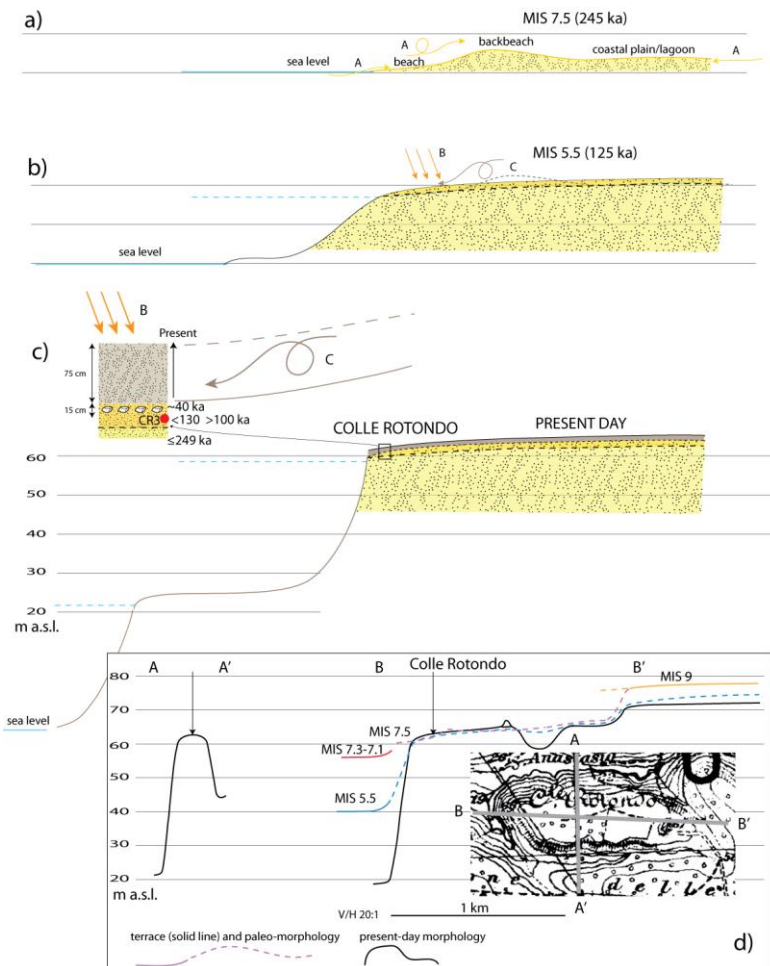 a)
MIS 7.5 (245 ka)
A
backbeach
sea level
A
beach
coastal plain/lagoon
A
b)
B
MIS 5.5 (125 ka)
C
sea level
B
Present
c)
C
75 cm
15 cm
~40 ka
CR3
<130 >100 ka
≤249 ka
COLLE ROTONDO
PRESENT DAY
60
50
40
30
20
m a.s.l.
sea level
A A' B Colle Rotondo B'
80
MIS 9
70
MIS 7.5
60
MIS 7.3-7.1
A
50
MIS 5.5
40
B
B'
30
20
m a.s.l.
Anastasia
Cle Rotondo
delle
A'
V/H 20:1
1 km
terrace (solid line) and paleo-morphology
present-day morphology
d)